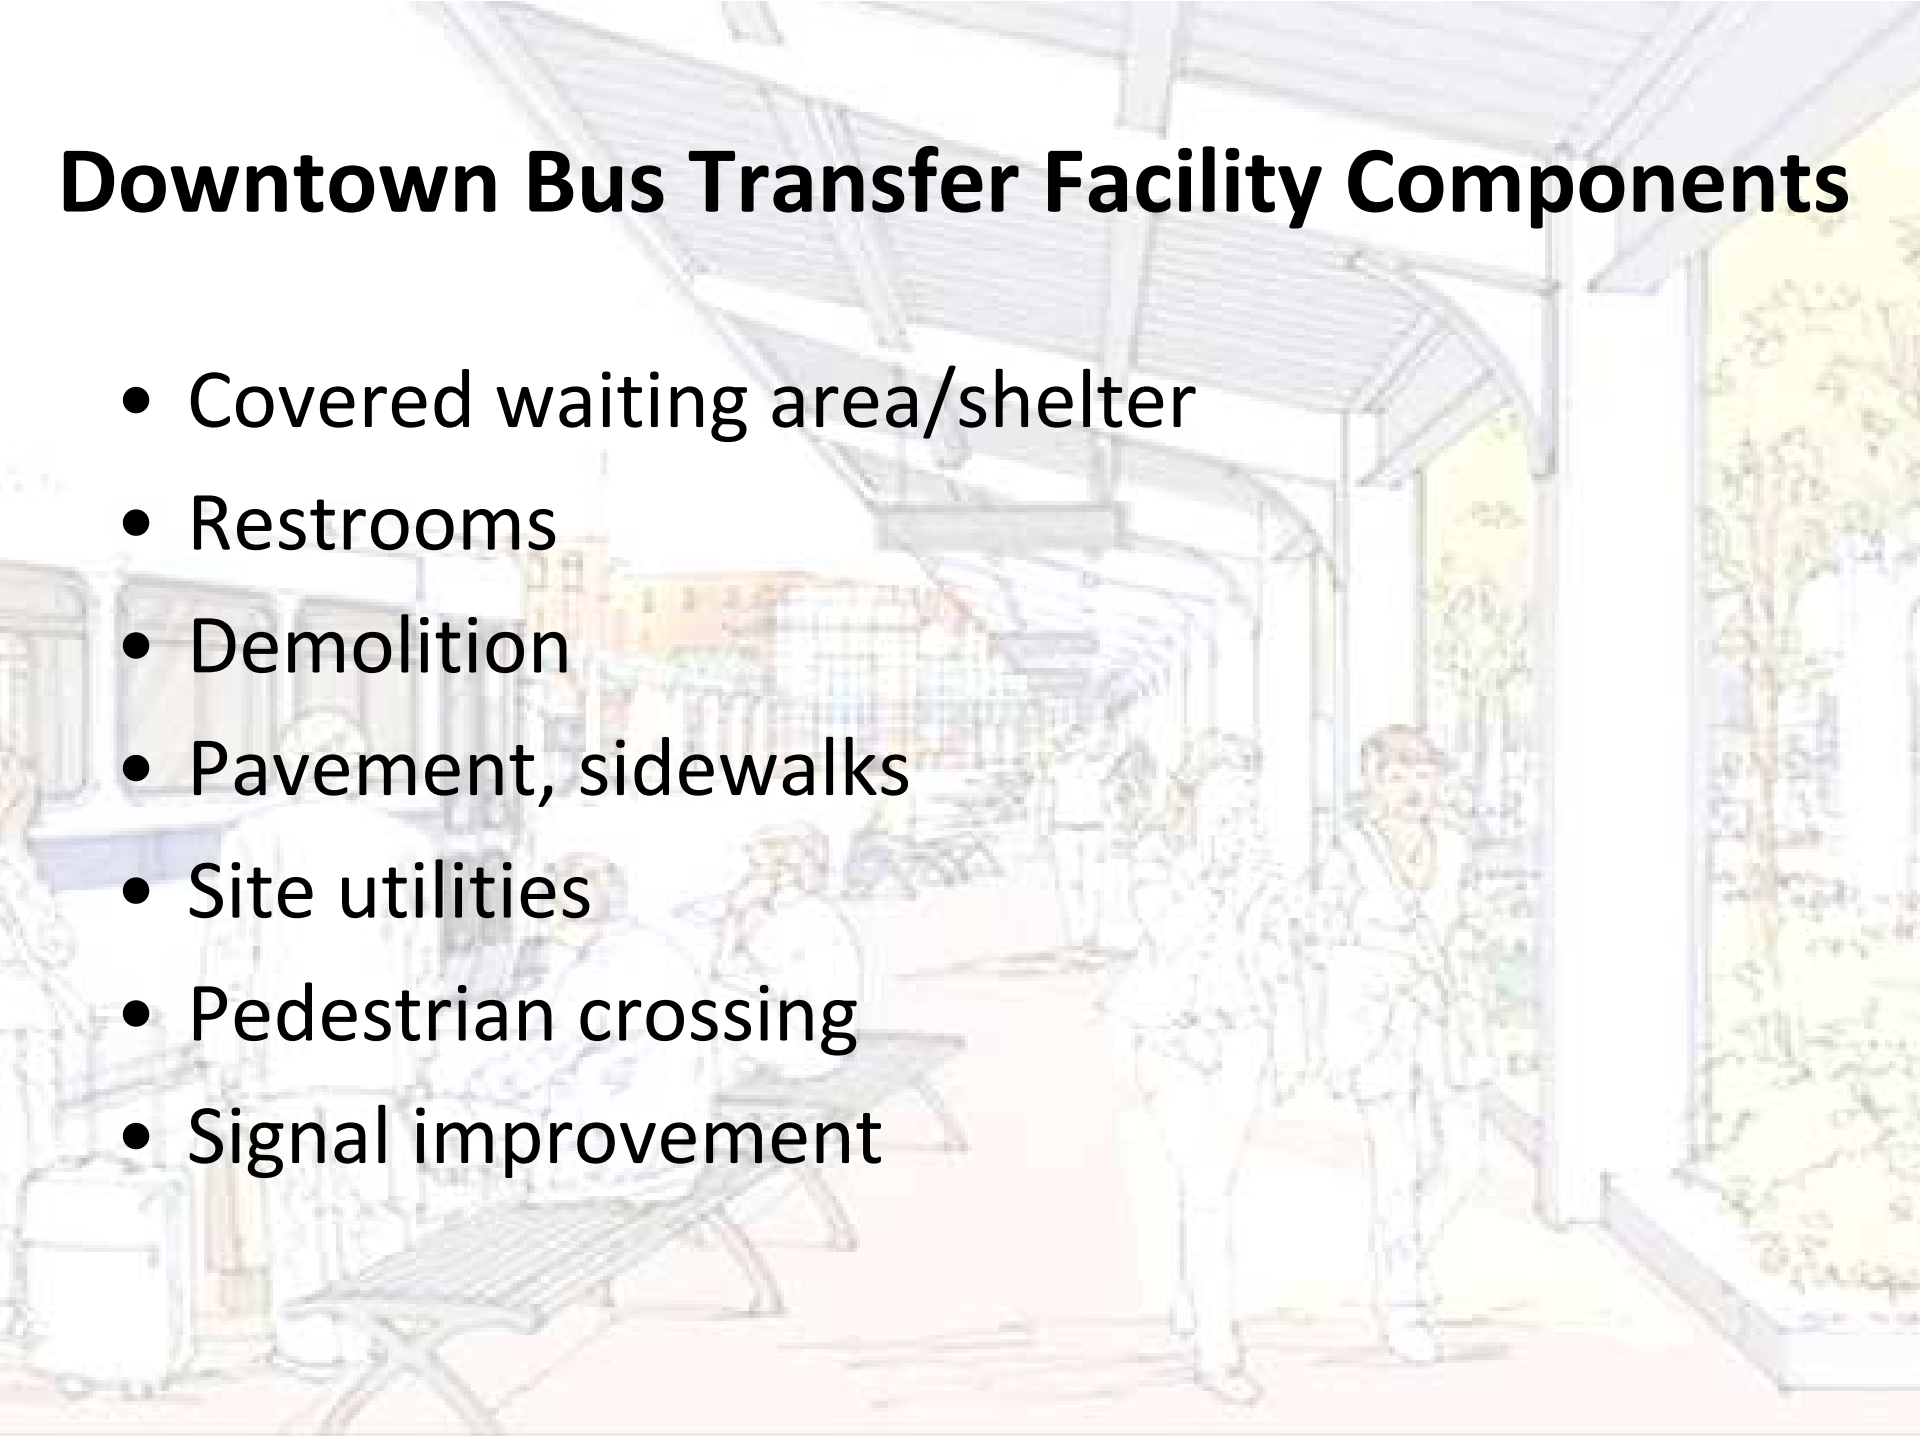 Downtown Bus Transfer Facility Components
• Covered waiting area/shelter
• Restrooms
• Demolition
• Pavement, sidewalks
• Site utilities
• Pedestrian crossing
• Signal improvement